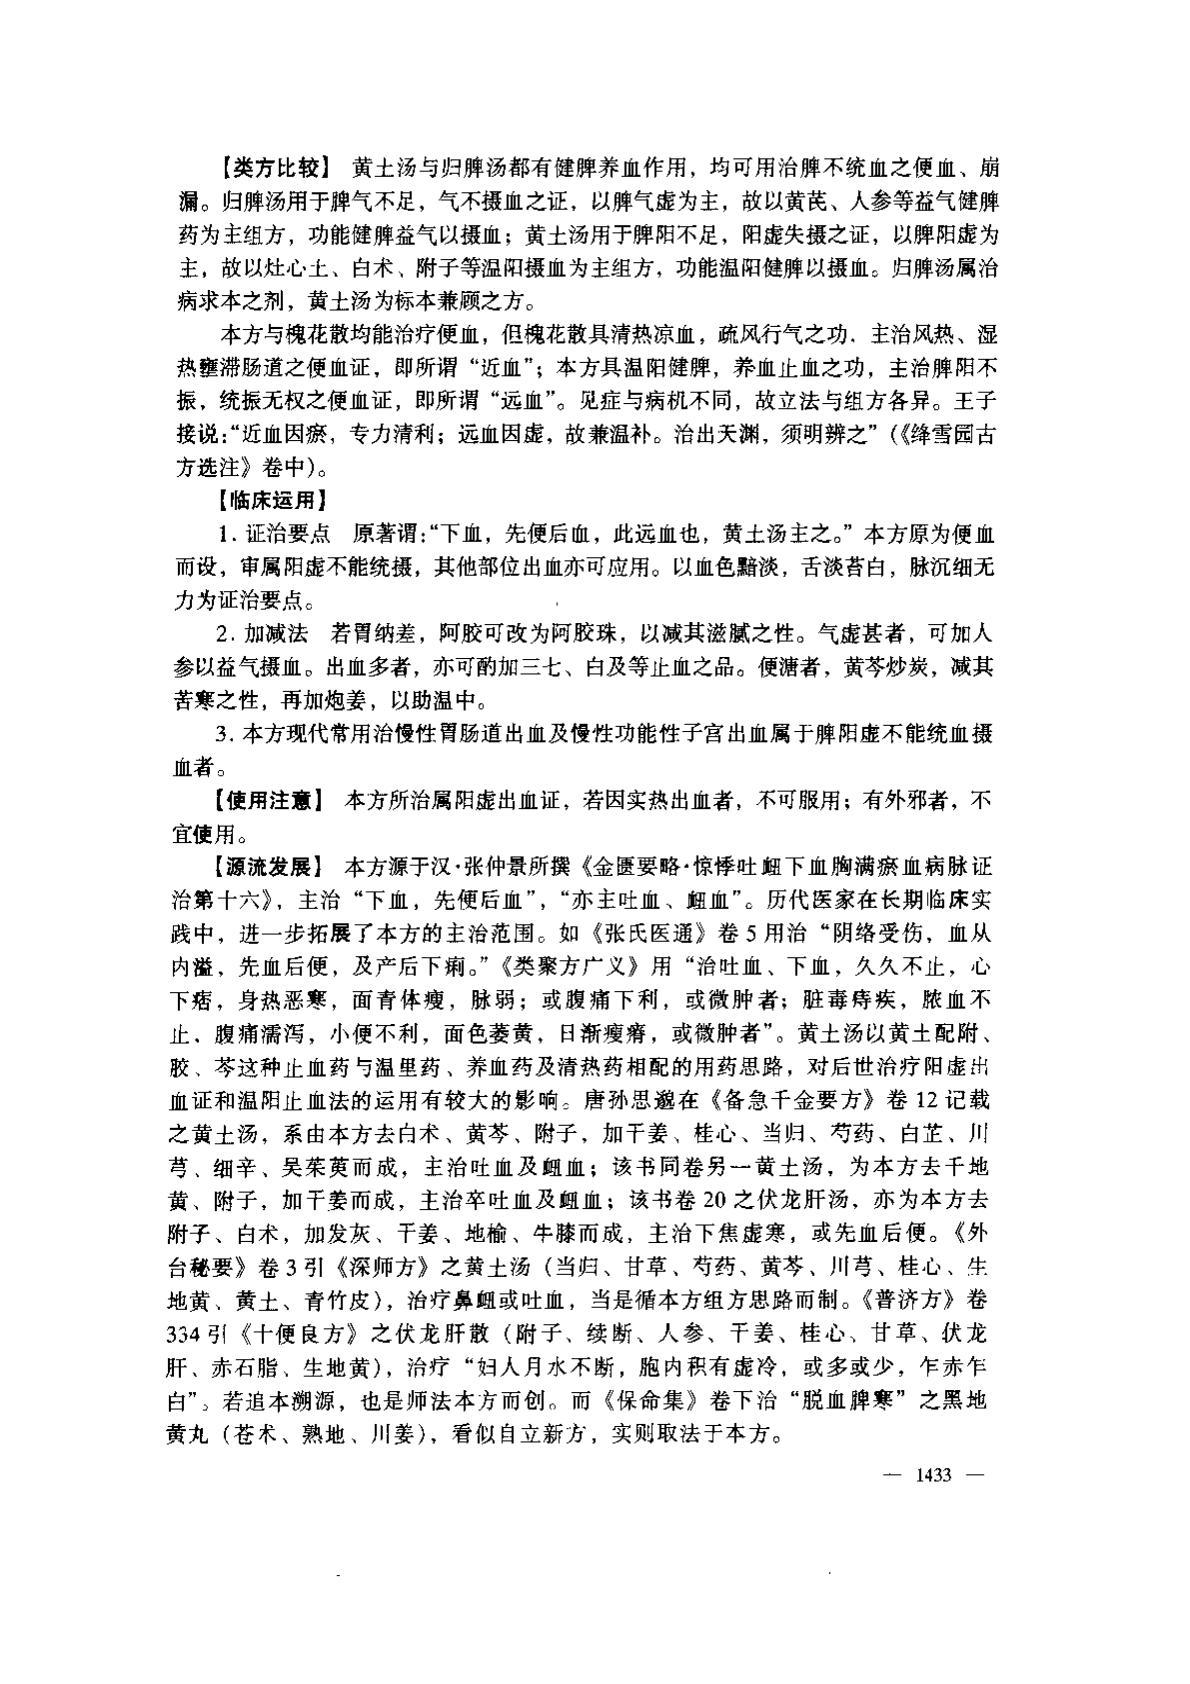 【类方比较】 黄土汤与归脾汤都有健脾养血作用，均可用治脾不统血之便血、崩
漏。归脾汤用于脾气不足，气不摄血之证，以脾气虚为主，故以黄芪、人参等益气健脾
药为主组方，功能健脾益气以摄血；黄土汤用于脾阳不足，阳虚失摄之证，以脾阳虚为
主，故以灶心土、白术、附子等温阳摄血为主组方，功能温阳健脾以摄血。归脾汤属治
病求本之剂，黄土汤为标本兼顾之方。
本方与槐花散均能治疗便血，但槐花散具清热凉血，疏风行气之功，主治风热、湿
热壅滞肠道之便血证，即所谓“近血”；本方具温阳健脾，养血止血之功，主治脾阳不
振，统振无权之便血证，即所谓“远血”。见症与病机不同，故立法与组方各异。王子
接说：“近血因瘀，专力清利；远血因虚，故兼温补。治出天渊，须明辨之”（《绛雪园古
方选注》卷中）。
【临床运用】
1. 证治要点 原著谓：“下血，先便后血，此远血也，黄土汤主之。”本方原为便血
而设，审属阳虚不能统摄，其他部位出血亦可应用。以血色黯淡，舌淡苔白，脉沉细无
力为证治要点。
2. 加减法 若胃纳差，阿胶可改为阿胶珠，以减其滋腻之性。气虚甚者，可加人
参以益气摄血。出血多者，亦可酌加三七、白及等止血之品。便溏者，黄芩炒炭，减其
苦寒之性，再加炮姜，以助温中。
3. 本方现代常用治慢性胃肠道出血及慢性功能性子宫出血属于脾阳虚不能统血摄
血者。
【使用注意】 本方所治属阳虚出血证，若因实热出血者，不可服用；有外邪者，不
宜使用。
【源流发展】 本方源于汉·张仲景所撰《金匮要略·惊悸吐衄下血胸满瘀血病脉证
治第十六》，主治“下血，先便后血”，“亦主吐血、衄血”。历代医家在长期临床实
践中，进一步拓展了本方的主治范围。如《张氏医通》卷 5 用治“阴络受伤，血从
内溢，先血后便，及产后下痢。”《类聚方广义》用“治吐血、下血，久久不止，心
下痞，身热恶寒，面青体瘦，脉弱；或腹痛下利，或微肿者；脏毒痔疾，脓血不
止，腹痛濡泻，小便不利，面色萎黄，日渐瘦瘠，或微肿者”。黄土汤以黄土配附、
胶、芩这种止血药与温里药、养血药及清热药相配的用药思路，对后世治疗阳虚出
血证和温阳止血法的运用有较大的影响。唐孙思邈在《备急千金要方》卷 12 记载
之黄土汤，系由本方去白术、黄芩、附子，加干姜、桂心、当归、芍药、白芷、川
芎、细辛、吴茱萸而成，主治吐血及衄血；该书同卷另一黄土汤，为本方去干地
黄、附子，加干姜而成，主治卒吐血及衄血；该书卷 20 之伏龙肝汤，亦为本方去
附子、白术，加发灰、干姜、地榆、牛膝而成，主治下焦虚寒，或先血后便。《外
台秘要》卷 3 引《深师方》之黄土汤（当归、甘草、芍药、黄芩、川芎、桂心、生
地黄、黄土、青竹皮），治疗鼻衄或吐血，当是循本方组方思路而制。《普济方》卷
334 引《十便良方》之伏龙肝散（附子、续断、人参、干姜、桂心、甘草、伏龙
肝、赤石脂、生地黄），治疗“妇人月水不断，胞内积有虚冷，或多或少，乍赤乍
白”。若追本溯源，也是师法本方而创。而《保命集》卷下治“脱血脾寒”之黑地
黄丸（苍术、熟地、川姜），看似自立新方，实则取法于本方。
— 1433 —